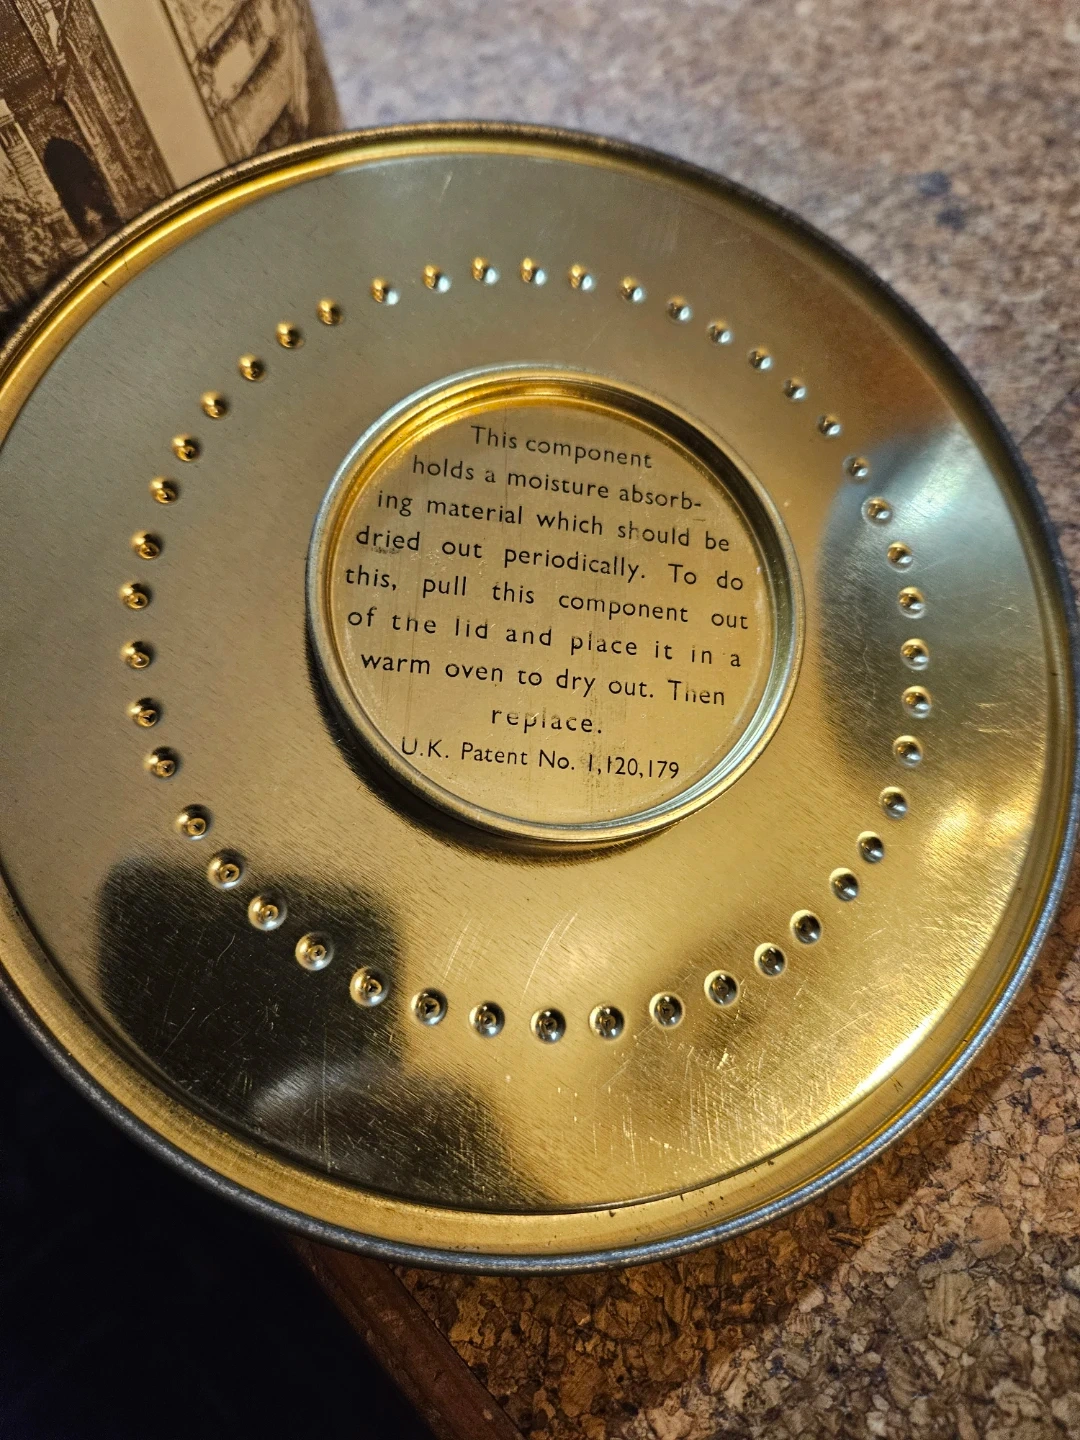 This component
holds a moisture absorb-
ing material which should be
dried out periodically. To do
this, pull this component out
of the lid and place it in a
warm oven to dry out. Then
replace.
U.K. Patent No. 1,120,179